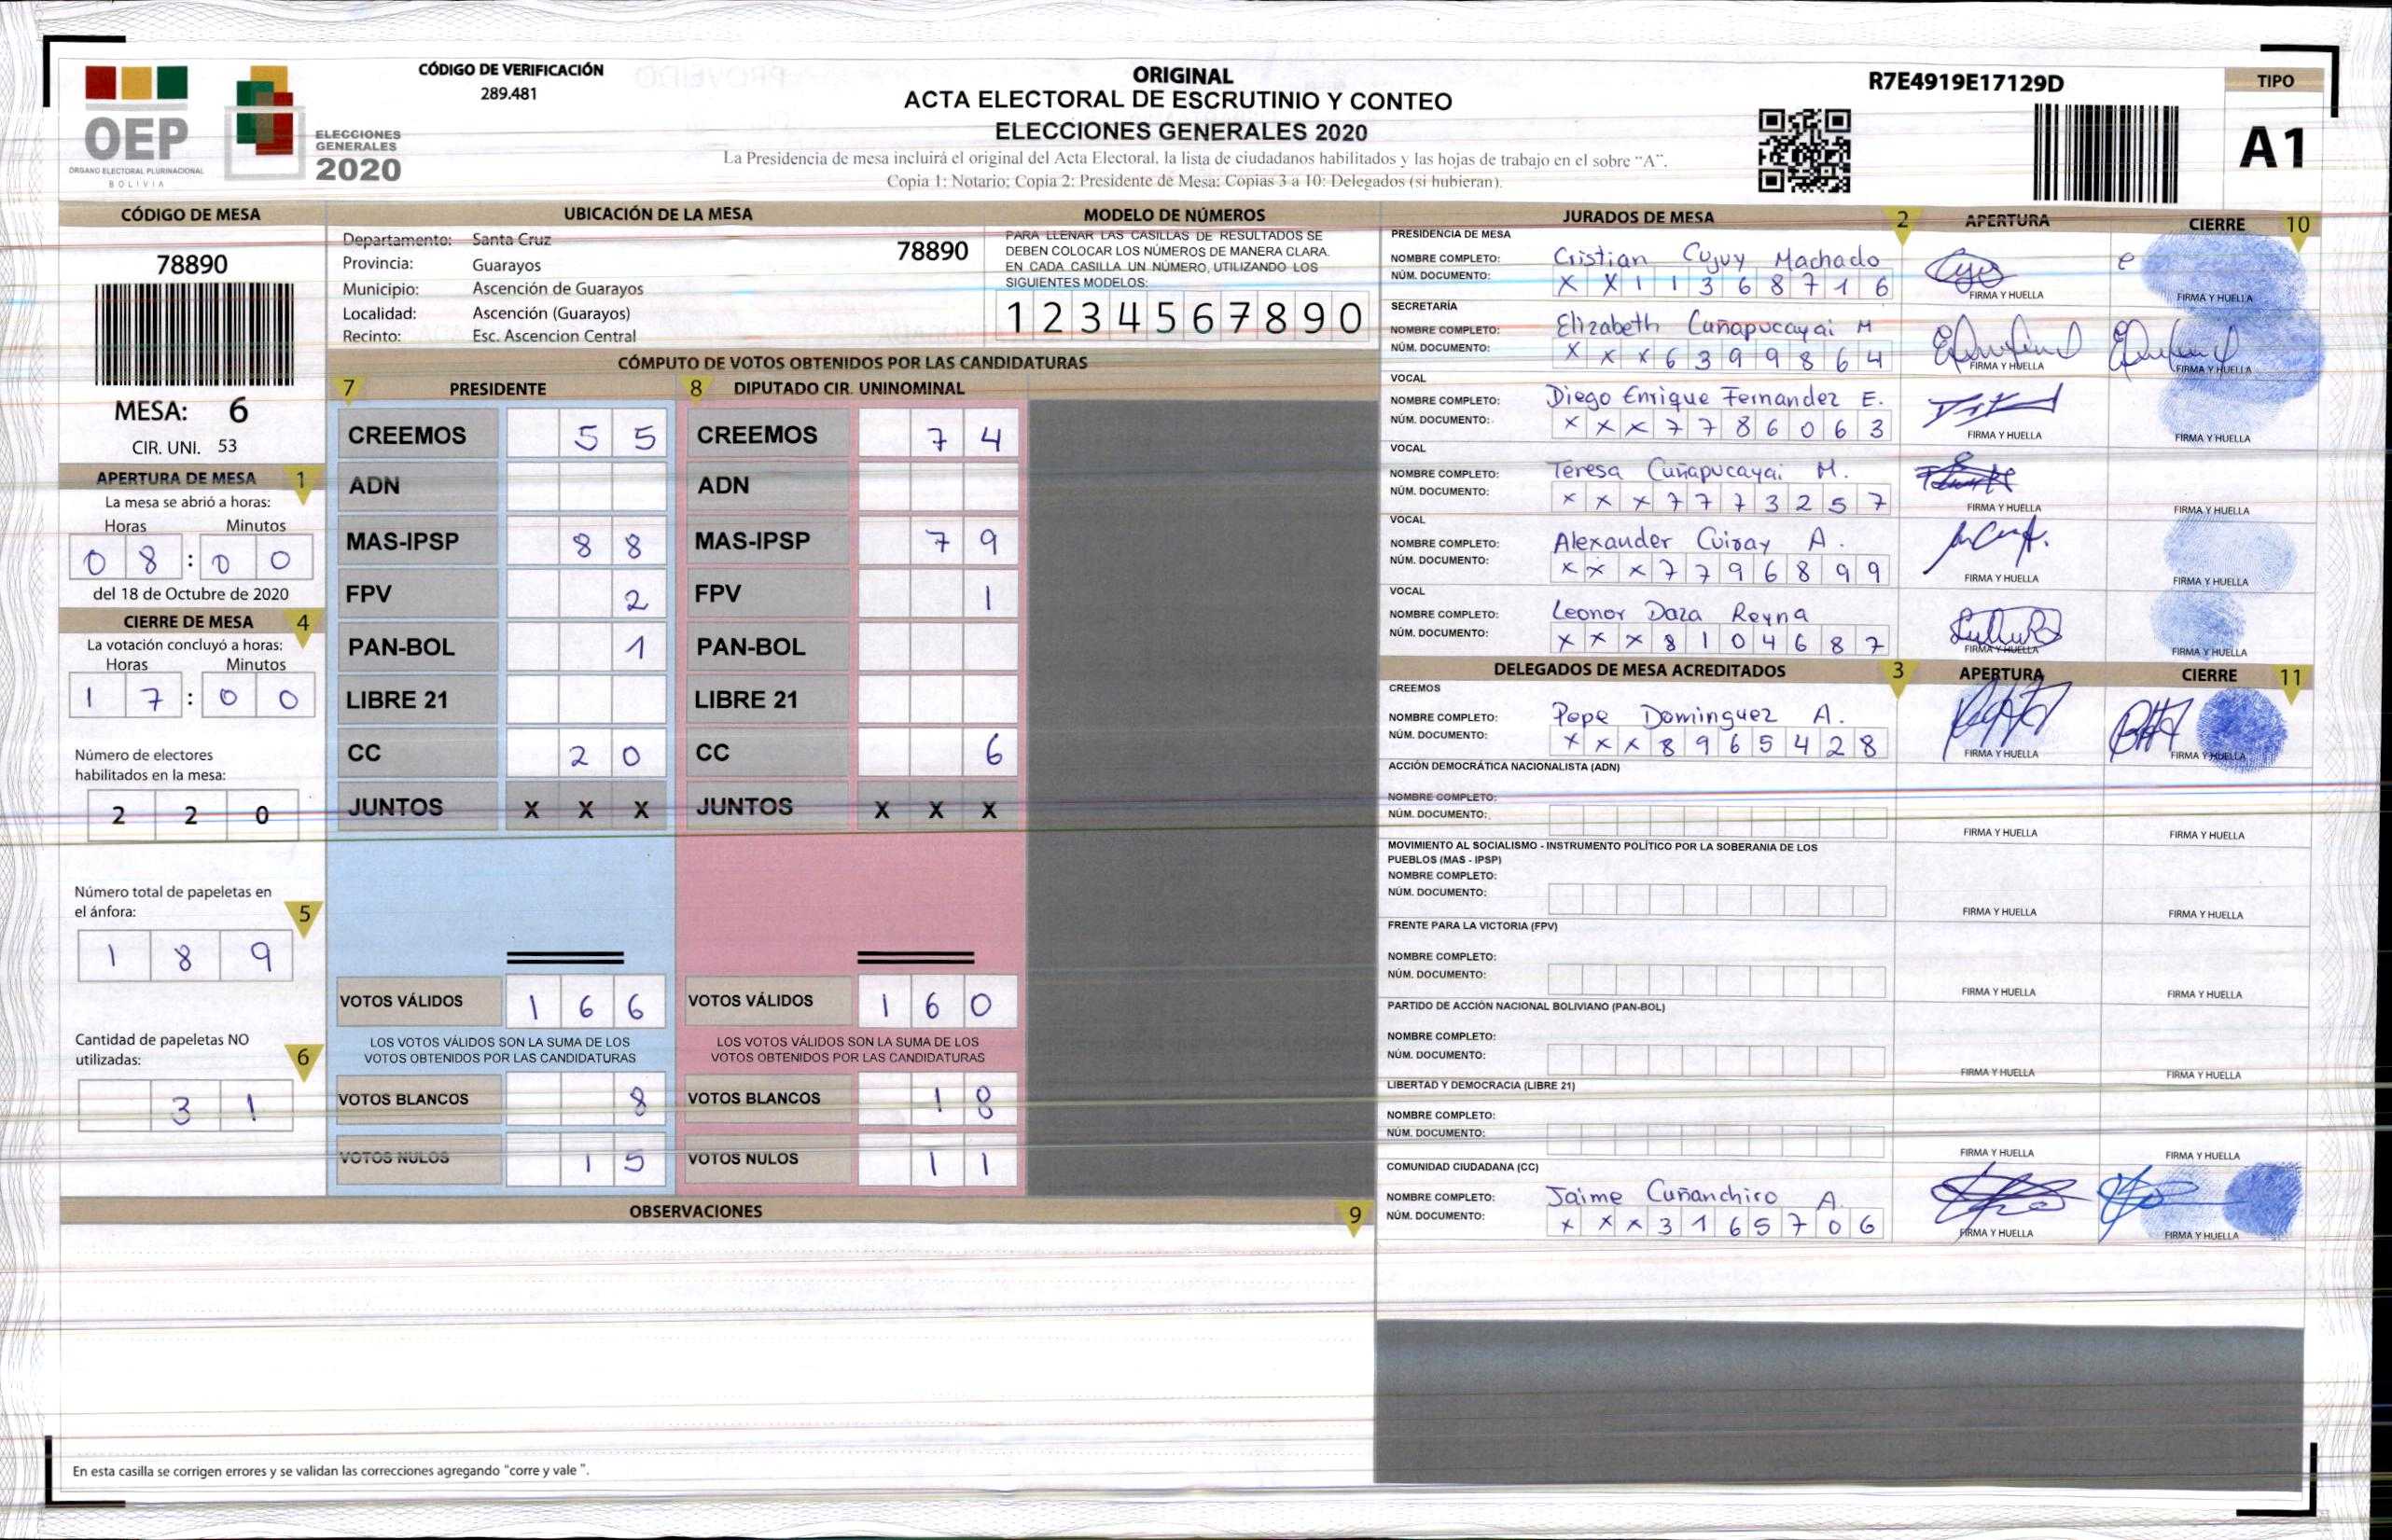 CÓDIGO DE VERIFICACIÓN
289.481
OEP
ÓRGANO ELECTORAL PLURINACIONAL
BOLIVIA
ELECCIONES
GENERALES
2020
ORIGINAL
ACTA ELECTORAL DE ESCRUTINIO Y CONTEO
ELECCIONES GENERALES 2020
La Presidencia de mesa incluirá el original del Acta Electoral, la lista de ciudadanos habilitados y las hojas de trabajo en el sobre "A".
Copia 1: Notario; Copia 2: Presidente de Mesa; Copias 3 a 10: Delegados (si hubieran).
R7E4919E17129D
TIPO
A1
CÓDIGO DE MESA
78890
MESA: 6
CIR. UNI. 53
APERTURA DE MESA 1
La mesa se abrió a horas:
Horas Minutos
0 8 : 0 0
del 18 de Octubre de 2020
CIERRE DE MESA 4
La votación concluyó a horas:
Horas Minutos
1 7 : 0 0
Número de electores
habilitados en la mesa:
2 2 0
Número total de papeletas en
el ánfora: 5
1 8 9
Cantidad de papeletas NO
utilizadas: 6
3 1
UBICACIÓN DE LA MESA
Departamento: Santa Cruz
78890
Provincia: Guarayos
Municipio: Ascención de Guarayos
Localidad: Ascención (Guarayos)
Recinto: Esc. Ascencion Central
MODELO DE NÚMEROS
PARA LLENAR LAS CASILLAS DE RESULTADOS SE
DEBEN COLOCAR LOS NÚMEROS DE MANERA CLARA.
EN CADA CASILLA UN NÚMERO, UTILIZANDO LOS
SIGUIENTES MODELOS:
1 2 3 4 5 6 7 8 9 0
CÓMPUTO DE VOTOS OBTENIDOS POR LAS CANDIDATURAS
7 PRESIDENTE 8 DIPUTADO CIR. UNINOMINAL
CREEMOS 5 5 CREEMOS 7 4
ADN ADN
MAS-IPSP 8 8 MAS-IPSP 7 9
FPV 2 FPV 1
PAN-BOL 1 PAN-BOL
LIBRE 21 LIBRE 21
CC 2 0 CC 6
JUNTOS X X X JUNTOS X X X
VOTOS VÁLIDOS 1 6 6 VOTOS VÁLIDOS 1 6 0
LOS VOTOS VÁLIDOS SON LA SUMA DE LOS LOS VOTOS VÁLIDOS SON LA SUMA DE LOS
VOTOS OBTENIDOS POR LAS CANDIDATURAS VOTOS OBTENIDOS POR LAS CANDIDATURAS
VOTOS BLANCOS 8 VOTOS BLANCOS 1 8
VOTOS NULOS 1 5 VOTOS NULOS 1 1
OBSERVACIONES 9
En esta casilla se corrigen errores y se validan las correcciones agregando "corre y vale ".
JURADOS DE MESA 2 APERTURA CIERRE 10
PRESIDENCIA DE MESA
NOMBRE COMPLETO: Cristian Cujuy Machado
NÚM. DOCUMENTO: X X 1 1 3 6 8 7 1 6
FIRMA Y HUELLA FIRMA Y HUELLA
SECRETARÍA
NOMBRE COMPLETO: Elizabeth Cuñapucayai M
NÚM. DOCUMENTO: X X X 6 3 9 9 8 6 4
FIRMA Y HUELLA FIRMA Y HUELLA
VOCAL
NOMBRE COMPLETO: Diego Enrique Fernandez E.
NÚM. DOCUMENTO: X X X 7 7 8 6 0 6 3
FIRMA Y HUELLA FIRMA Y HUELLA
VOCAL
NOMBRE COMPLETO: Teresa Cuñapucayai M.
NÚM. DOCUMENTO: X X X 7 7 7 3 2 5 7
FIRMA Y HUELLA FIRMA Y HUELLA
VOCAL
NOMBRE COMPLETO: Alexander A.
NÚM. DOCUMENTO: X X X 7 7 9 6 8 9 9
FIRMA Y HUELLA FIRMA Y HUELLA
VOCAL
NOMBRE COMPLETO: Leonor Daza Reyna
NÚM. DOCUMENTO: X X X 8 1 0 4 6 8 7
FIRMA Y HUELLA FIRMA Y HUELLA
DELEGADOS DE MESA ACREDITADOS 3 APERTURA CIERRE 11
CREEMOS
NOMBRE COMPLETO: Pepe Dominguez A.
NÚM. DOCUMENTO: X X X 8 9 6 5 4 2 8
FIRMA Y HUELLA FIRMA Y HUELLA
ACCIÓN DEMOCRÁTICA NACIONALISTA (ADN)
NOMBRE COMPLETO:
NÚM. DOCUMENTO:
FIRMA Y HUELLA FIRMA Y HUELLA
MOVIMIENTO AL SOCIALISMO - INSTRUMENTO POLÍTICO POR LA SOBERANIA DE LOS
PUEBLOS (MAS - IPSP)
NOMBRE COMPLETO:
NÚM. DOCUMENTO:
FIRMA Y HUELLA FIRMA Y HUELLA
FRENTE PARA LA VICTORIA (FPV)
NOMBRE COMPLETO:
NÚM. DOCUMENTO:
FIRMA Y HUELLA FIRMA Y HUELLA
PARTIDO DE ACCIÓN NACIONAL BOLIVIANO (PAN-BOL)
NOMBRE COMPLETO:
NÚM. DOCUMENTO:
FIRMA Y HUELLA FIRMA Y HUELLA
LIBERTAD Y DEMOCRACIA (LIBRE 21)
NOMBRE COMPLETO:
NÚM. DOCUMENTO:
FIRMA Y HUELLA FIRMA Y HUELLA
COMUNIDAD CIUDADANA (CC)
NOMBRE COMPLETO: Jaime Cuñanchiro A.
NÚM. DOCUMENTO: X X X 3 1 6 5 7 0 6
FIRMA Y HUELLA FIRMA Y HUELLA